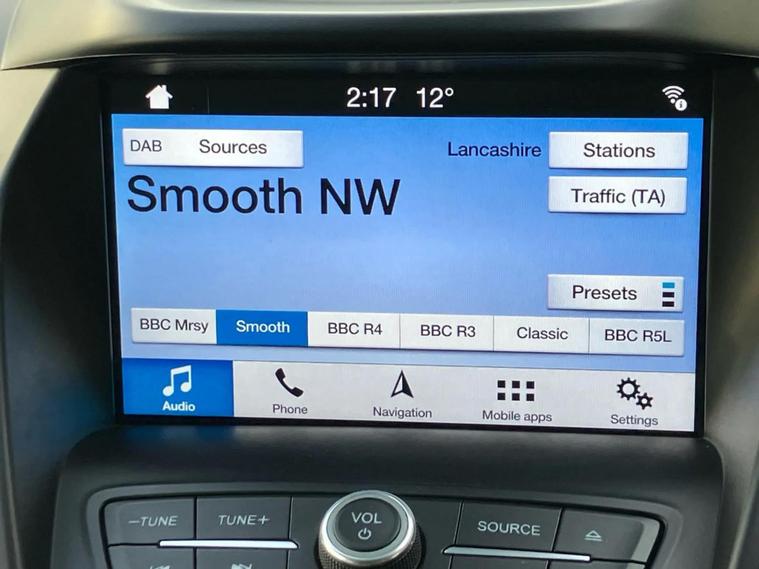 2:17 12°
DAB Sources
Lancashire
Stations
Smooth NW
Traffic (TA)
Presets
BBC Mrsy
Smooth
BBC R4
BBC R3
Classic
BBC R5L
Audio
Phone
Navigation
Mobile apps
Settings
–TUNE
TUNE+
VOL
SOURCE